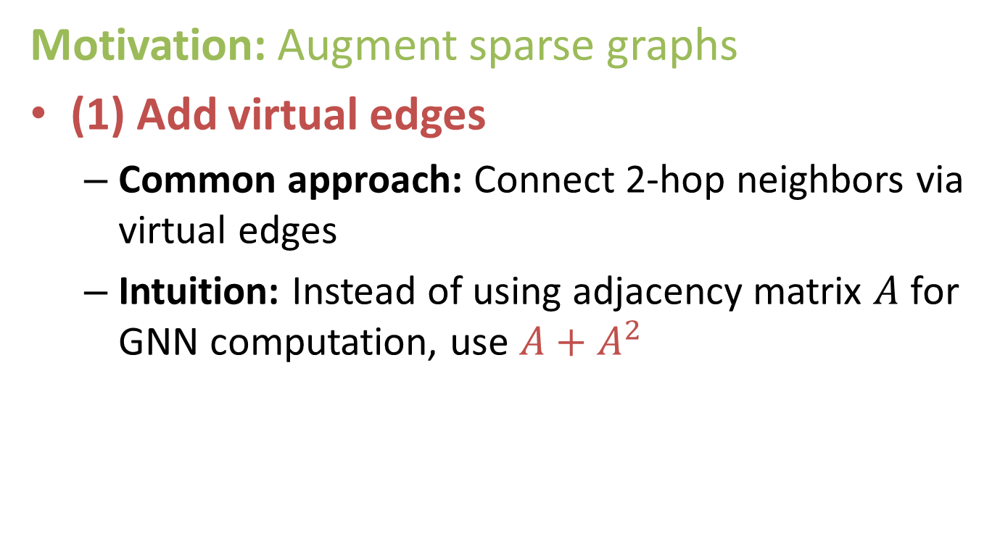 Motivation: Augment sparse graphs
• (1) Add virtual edges
– Common approach: Connect 2-hop neighbors via
virtual edges
– Intuition: Instead of using adjacency matrix A for
GNN computation, use A + A²